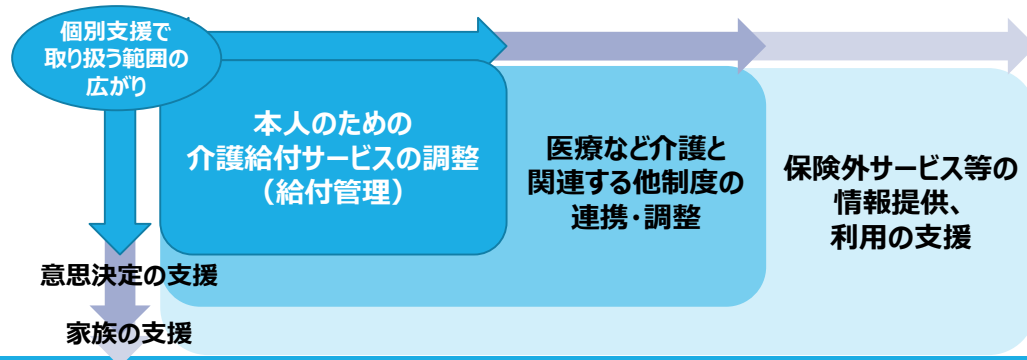 個別支援で
取り扱う範囲の
広がり
本人のための
介護給付サービスの調整
（給付管理）
医療など介護と
関連する他制度の
連携・調整
保険外サービス等の
情報提供、
利用の支援
意思決定の支援
家族の支援